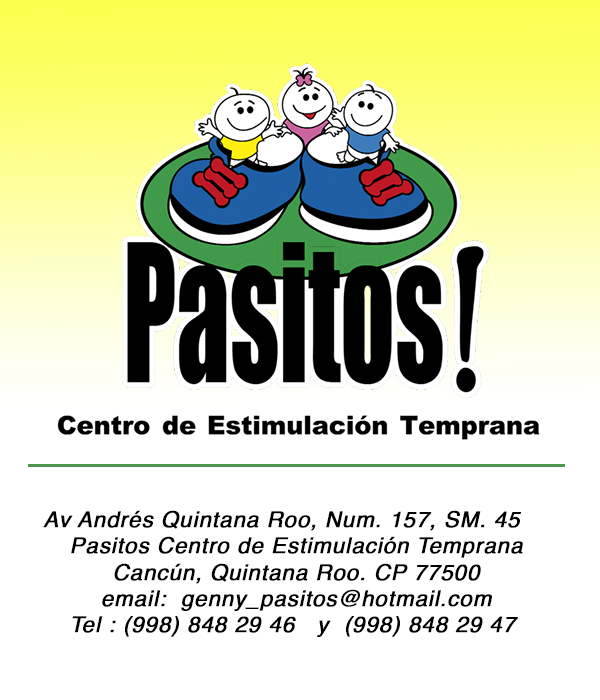 Pasitos!
Centro de Estimulación Temprana
Av Andrés Quintana Roo, Num. 157, SM. 45
Pasitos Centro de Estimulación Temprana
Cancún, Quintana Roo. CP 77500
email: genny_pasitos@hotmail.com
Tel : (998) 848 29 46 y (998) 848 29 47